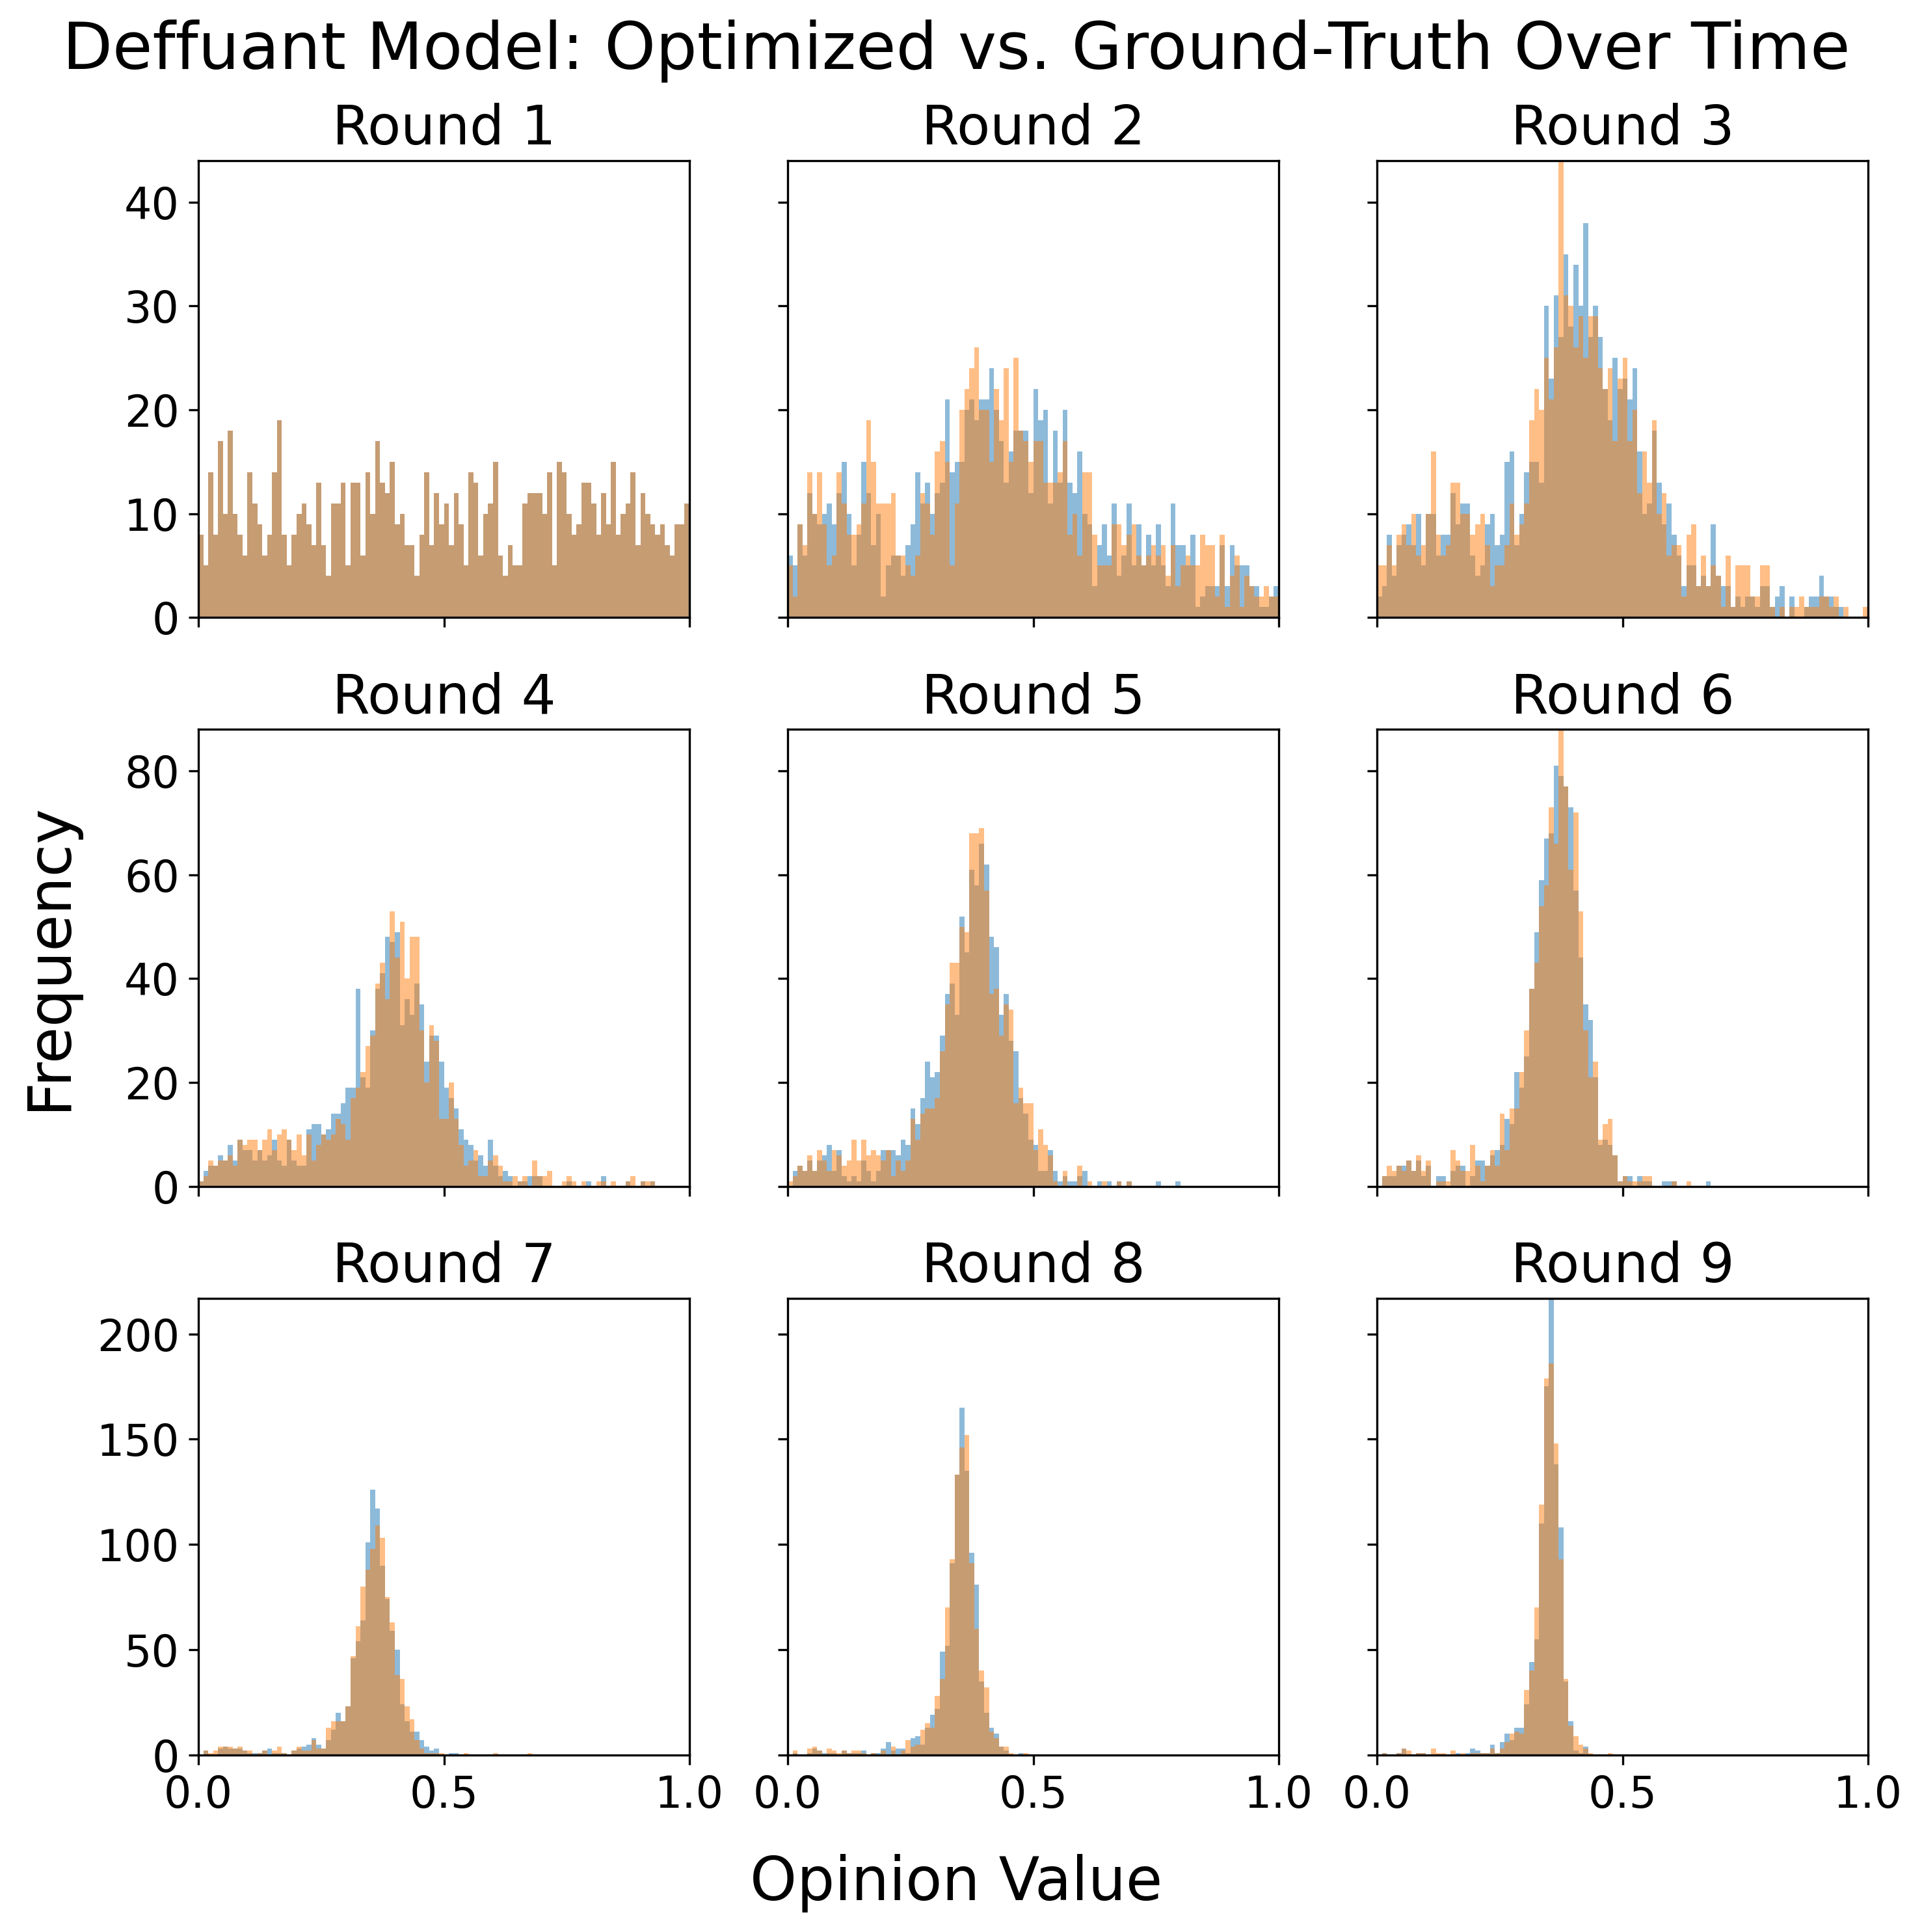 Deffuant Model: Optimized vs. Ground-Truth Over Time
Round 1
Round 2
Round 3
40
30
20
10
0
Round 4
Round 5
Round 6
80
60
40
20
0
Frequency
Round 7
Round 8
Round 9
200
150
100
50
0
0.0 0.5 1.0 0.0 0.5 1.0 0.0 0.5 1.0
Opinion Value